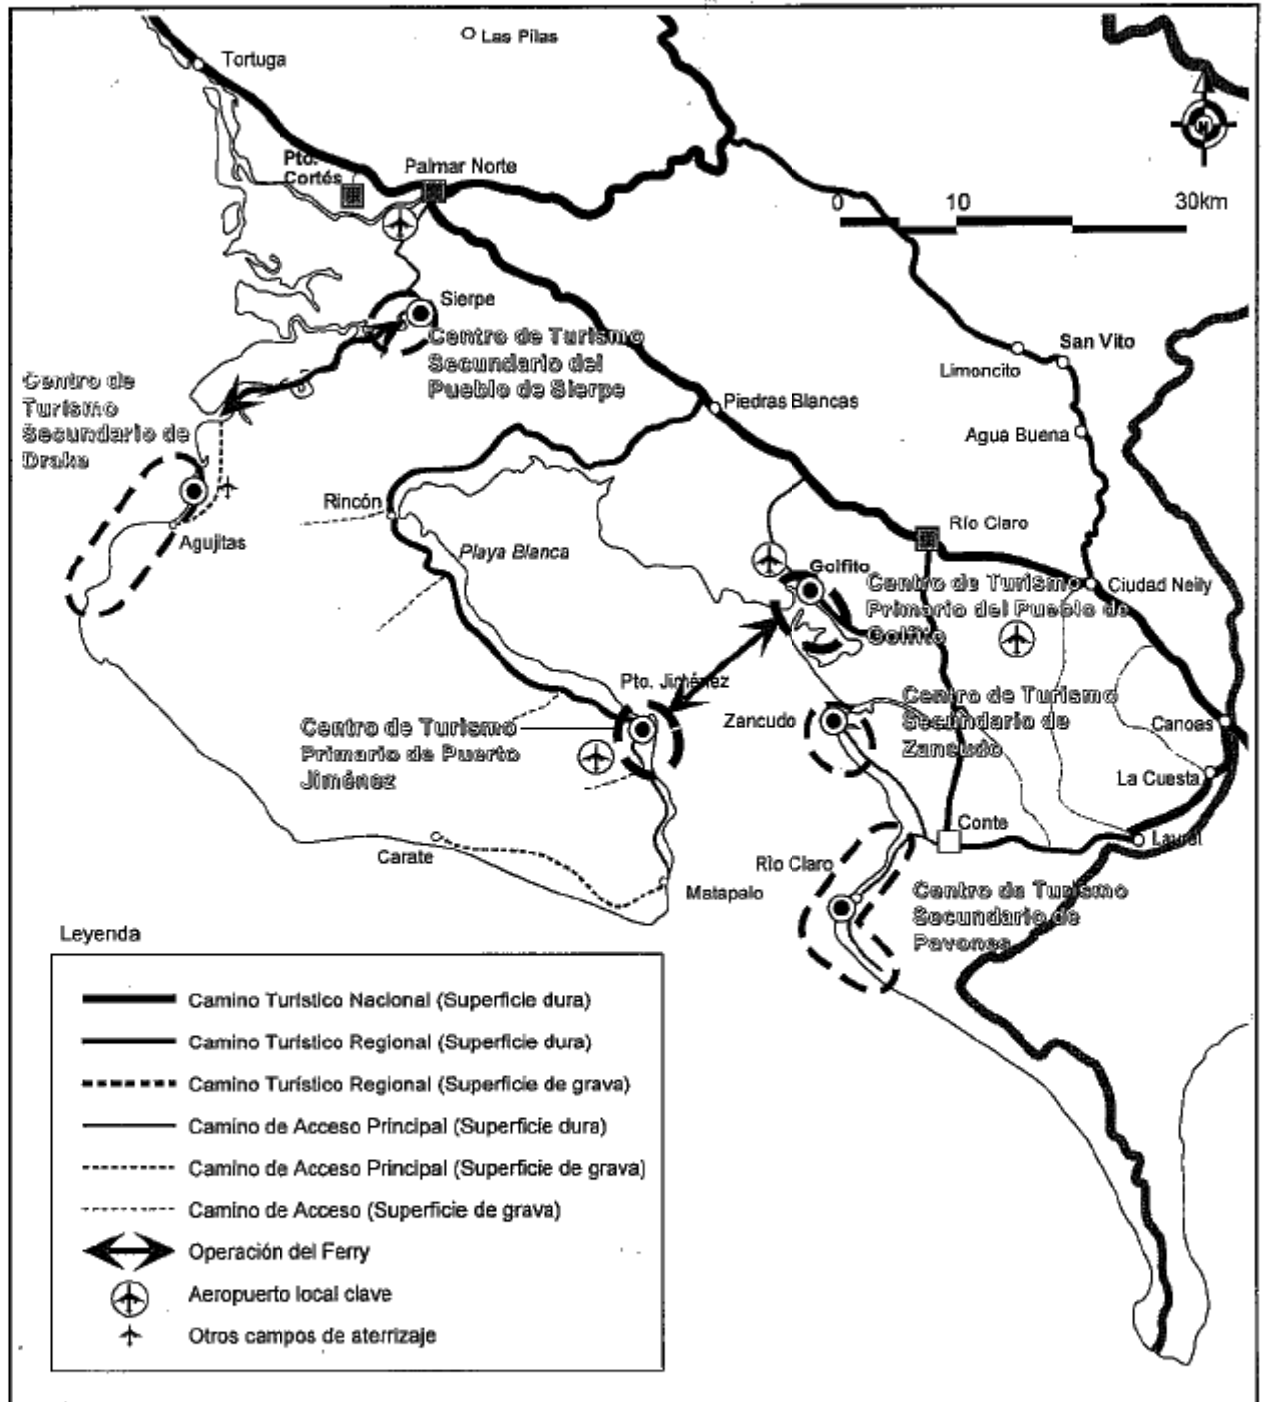 Las Pilas
Tortuga
Pto.
Cortés
Palmar Norte
N
0 10 30km
Sierpe
Centro de Turismo
Secundario del
Pueblo de Sierpe
San Vito
Limoncito
Centro de
Turismo
Secundario de
Drake
Piedras Blancas
Agua Buena
Rincón
Río Claro
Agujitas
Playa Blanca
Golfito
Centro de Turismo
Primario del Pueblo de
Golfito
Ciudad Neily
Pto. Jiménez
Zancudo
Centro de Turismo
Secundario de
Zancudo
Centro de Turismo
Primario de Puerto
Jiménez
Canoas
La Cuesta
Conte
Laurel
Carate
Río Claro
Matapalo
Centro de Turismo
Secundario de
Pavones
Leyenda
Camino Turístico Nacional (Superficie dura)
Camino Turístico Regional (Superficie dura)
Camino Turístico Regional (Superficie de grava)
Camino de Acceso Principal (Superficie dura)
Camino de Acceso Principal (Superficie de grava)
Camino de Acceso (Superficie de grava)
Operación del Ferry
Aeropuerto local clave
Otros campos de aterrizaje